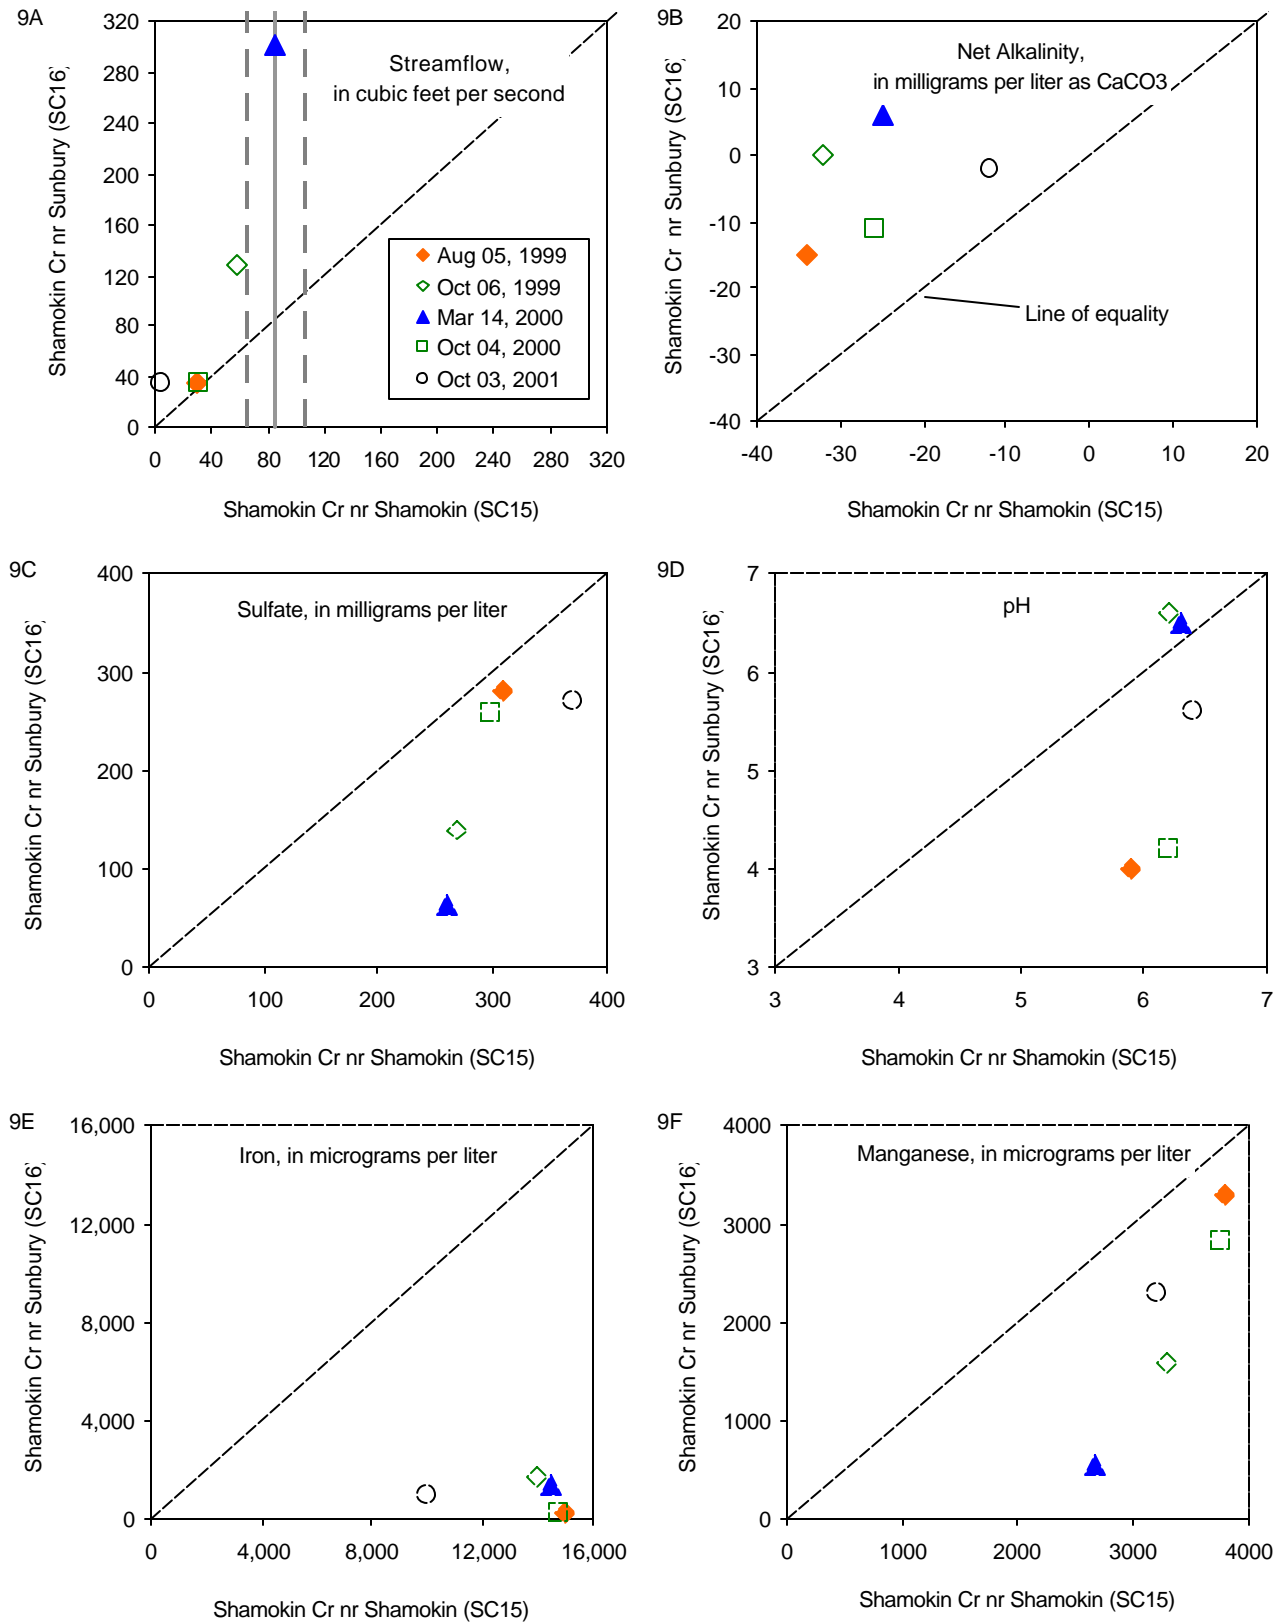 9A
320
280
240
200
160
120
80
40
0
Shamokin Cr nr Sunbury (SC16)
Streamflow,
in cubic feet per second
Aug 05, 1999
Oct 06, 1999
Mar 14, 2000
Oct 04, 2000
Oct 03, 2001
0 40 80 120 160 200 240 280 320
Shamokin Cr nr Shamokin (SC15)
9B
20
10
0
-10
-20
-30
-40
Shamokin Cr nr Sunbury (SC16)
Net Alkalinity,
in milligrams per liter as CaCO3
Line of equality
-40 -30 -20 -10 0 10 20
Shamokin Cr nr Shamokin (SC15)
9C
400
300
200
100
0
Shamokin Cr nr Sunbury (SC16)
Sulfate, in milligrams per liter
0 100 200 300 400
Shamokin Cr nr Shamokin (SC15)
9D
7
6
5
4
3
Shamokin Cr nr Sunbury (SC16)
pH
3 4 5 6 7
Shamokin Cr nr Shamokin (SC15)
9E
16,000
12,000
8,000
4,000
0
Shamokin Cr nr Sunbury (SC16)
Iron, in micrograms per liter
0 4,000 8,000 12,000 16,000
Shamokin Cr nr Shamokin (SC15)
9F
4000
3000
2000
1000
0
Shamokin Cr nr Sunbury (SC16)
Manganese, in micrograms per liter
0 1000 2000 3000 4000
Shamokin Cr nr Shamokin (SC15)